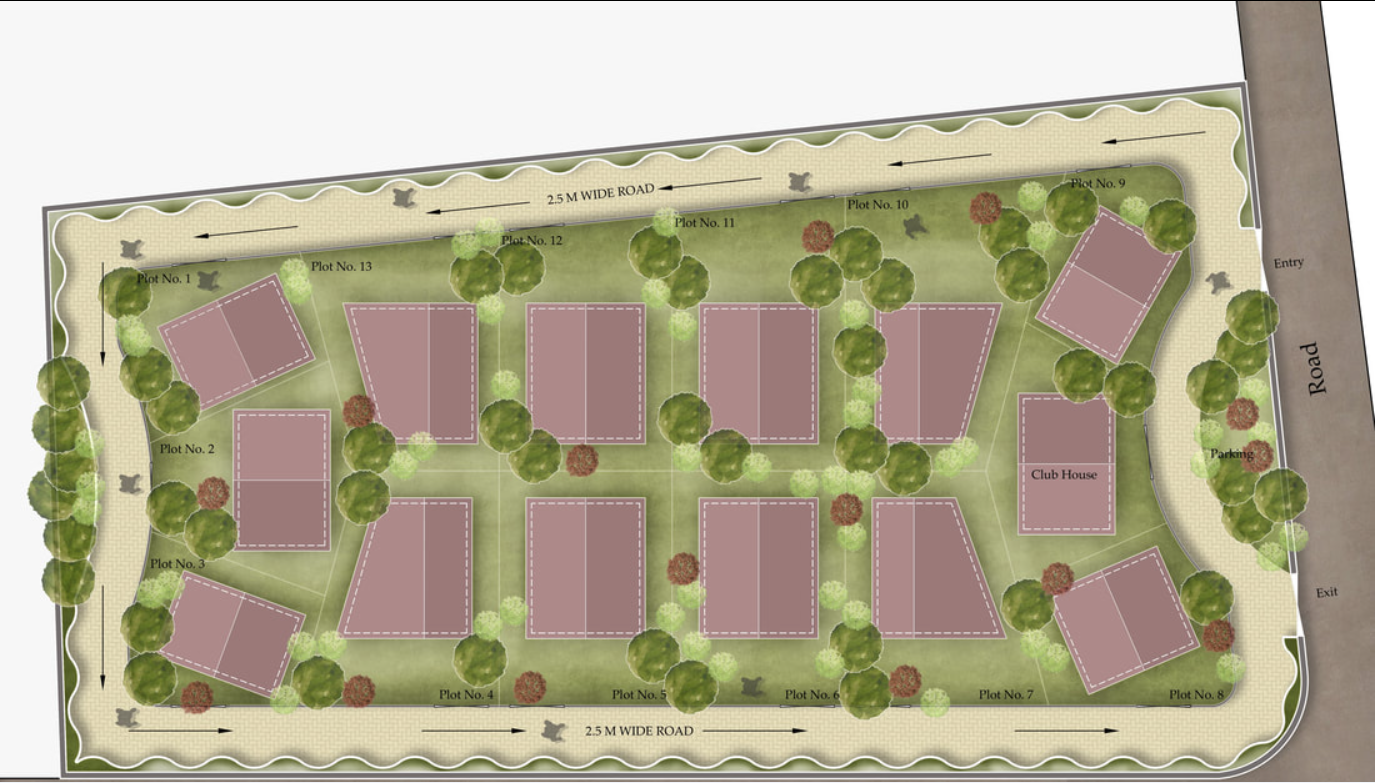 Plot No. 9
2.5 M WIDE ROAD
Plot No. 10
Plot No. 11
Plot No. 12
Entry
Plot No. 13
Plot No. 1
Road
Plot No. 2
Parking
Club House
Plot No. 3
Exit
Plot No. 4
Plot No. 5
Plot No. 6
Plot No. 7
Plot No. 8
2.5 M WIDE ROAD